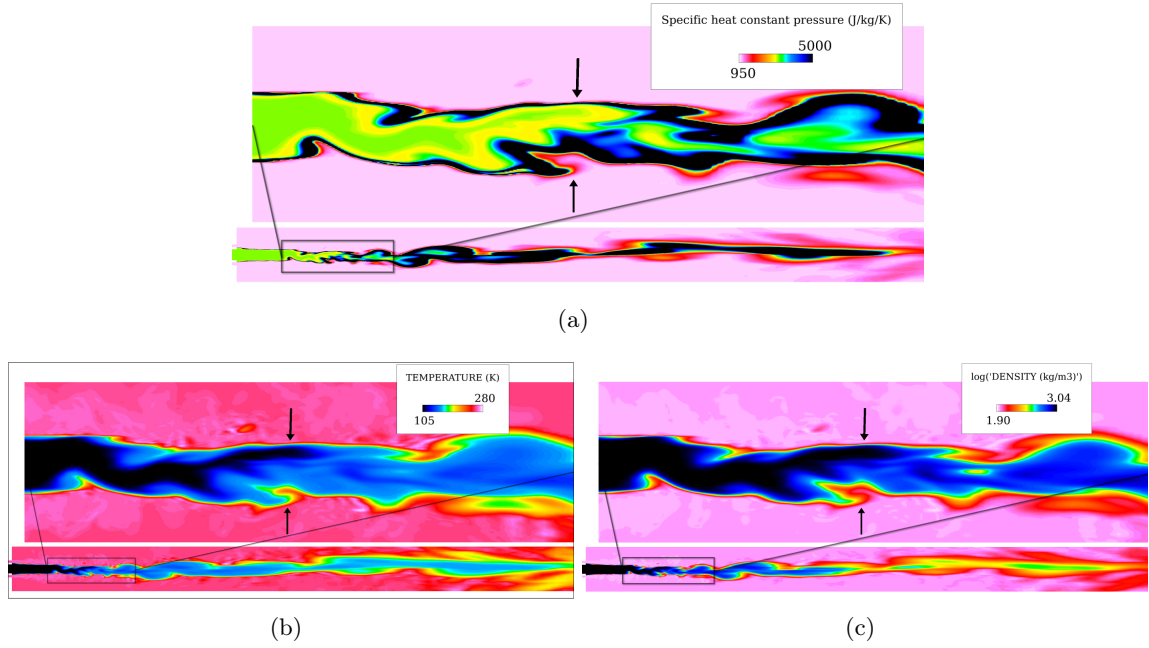 Specific heat constant pressure (J/kg/K)
5000
950
(a)
TEMPERATURE (K)
280
105
log('DENSITY (kg/m3)')
3.04
1.90
(b)
(c)